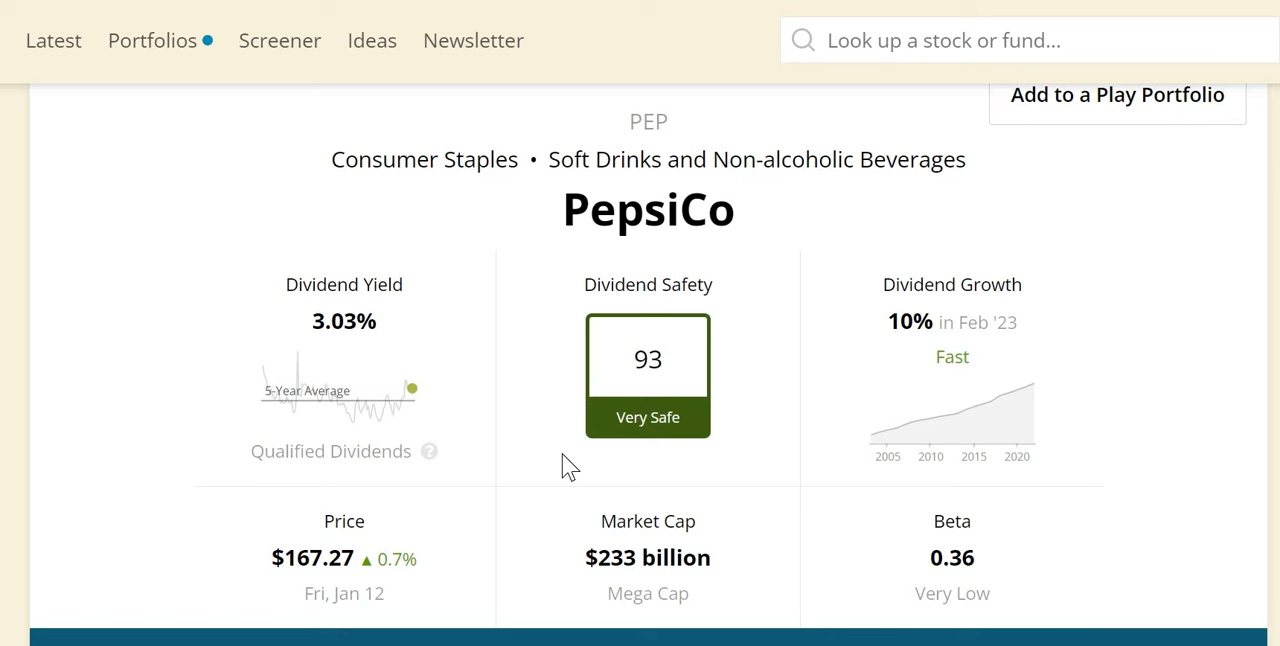 Latest Portfolios Screener Ideas Newsletter Look up a stock or fund...
Add to a Play Portfolio
PEP
Consumer Staples • Soft Drinks and Non-alcoholic Beverages
PepsiCo
Dividend Yield
3.03%
5-Year Average
Qualified Dividends ?
Dividend Safety
93
Very Safe
Dividend Growth
10% in Feb '23
Fast
2005 2010 2015 2020
Price
$167.27 ▲ 0.7%
Fri, Jan 12
Market Cap
$233 billion
Mega Cap
Beta
0.36
Very Low